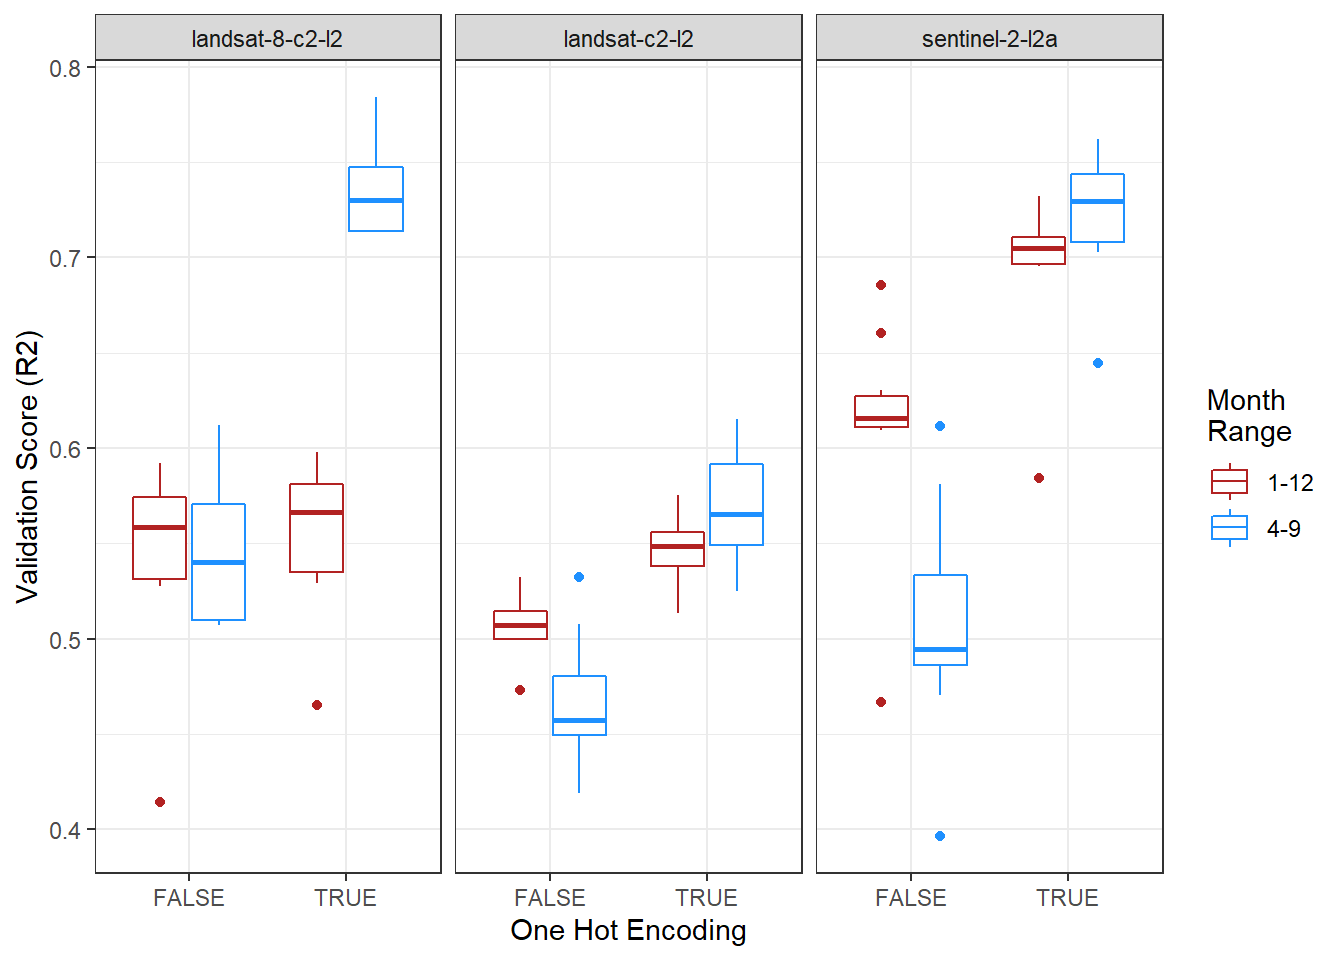 landsat-8-c2-l2
landsat-c2-l2
sentinel-2-l2a
Validation Score (R2)
0.8
0.7
0.6
0.5
0.4
FALSE
TRUE
FALSE
TRUE
FALSE
TRUE
One Hot Encoding
Month
Range
1-12
4-9